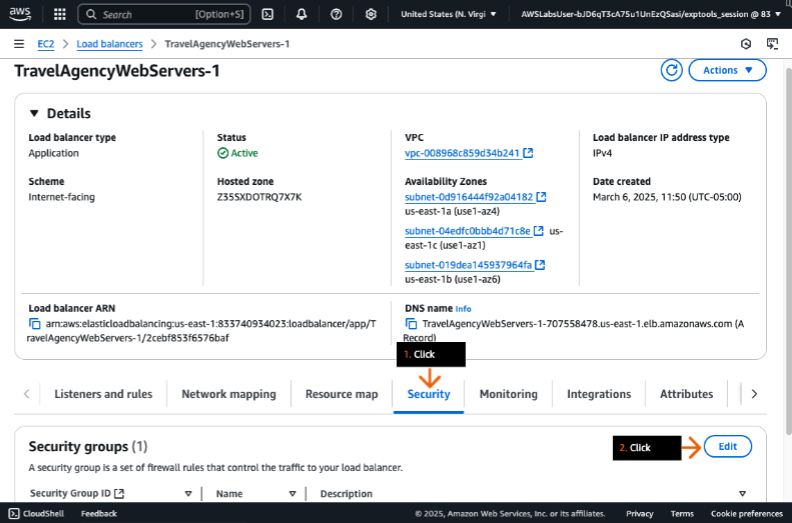 aws
Search [Option+S]
United States (N. Virgi
AWSLabsUser-bJD6qT3cA75u1UnEzQSasi/exptools_session @ 83
EC2 > Load balancers > TravelAgencyWebServers-1
TravelAgencyWebServers-1
Actions
Details
Load balancer type
Application
Status
Active
VPC
vpc-008968c859d34b241
Load balancer IP address type
IPv4
Scheme
Internet-facing
Hosted zone
Z35SXDOTRQ7X7K
Availability Zones
subnet-0d916444f92a04182
us-east-1a (use1-az4)
subnet-04edfc0bbb4d71c8e us-
east-1c (use1-az1)
subnet-019dea145937964fa
us-east-1b (use1-az6)
Date created
March 6, 2025, 11:50 (UTC-05:00)
Load balancer ARN
arn:aws:elasticloadbalancing:us-east-1:833740934023:loadbalancer/app/T
ravelAgencyWebServers-1/2cebf853f6576baf
DNS name Info
TravelAgencyWebServers-1-707558478.us-east-1.elb.amazonaws.com (A
Record)
1. Click
Listeners and rules
Network mapping
Resource map
Security
Monitoring
Integrations
Attributes
Security groups (1)
2. Click
Edit
A security group is a set of firewall rules that control the traffic to your load balancer.
Security Group ID
Name
Description
CloudShell
Feedback
© 2025, Amazon Web Services, Inc. or its affiliates.
Privacy
Terms
Cookie preferences